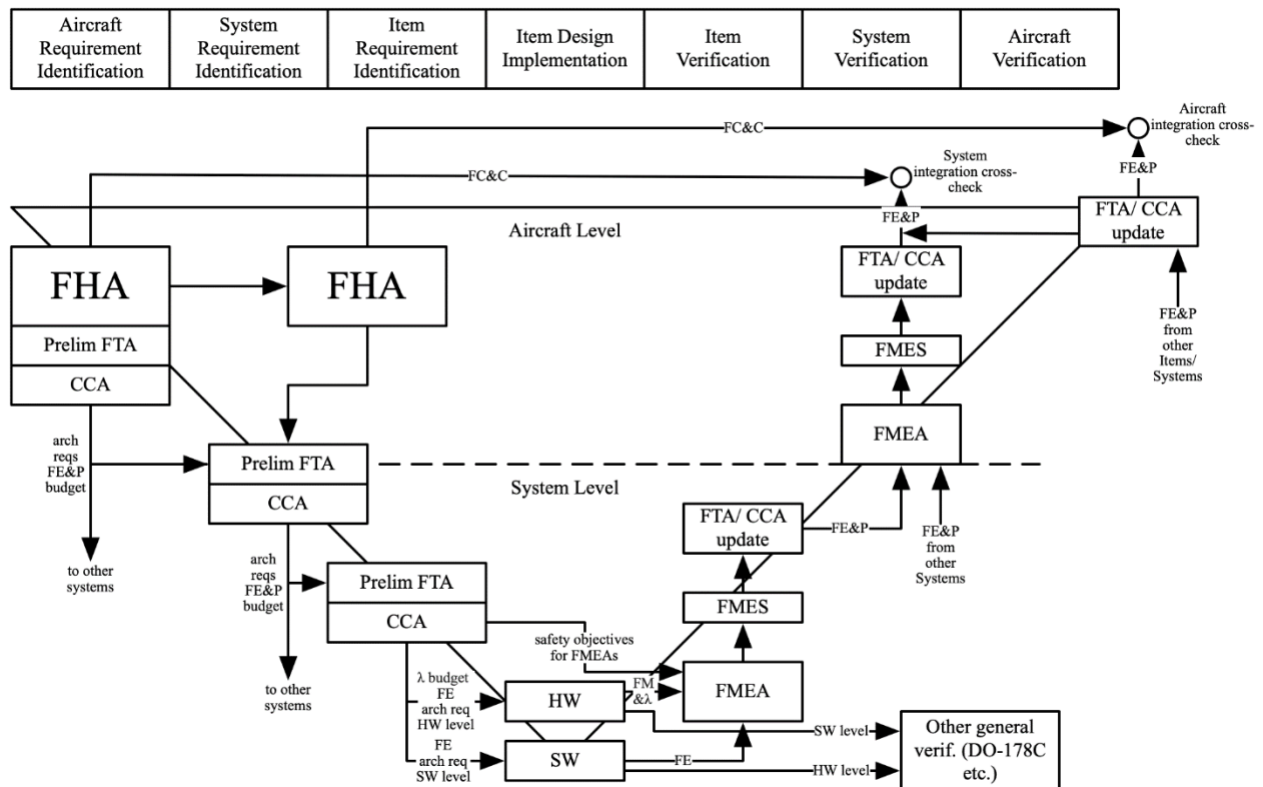 Aircraft
Requirement
Identification
System
Requirement
Identification
Item
Requirement
Identification
Item Design
Implementation
Item
Verification
System
Verification
Aircraft
Verification
FC&C
Aircraft
integration cross-
check
FC&C
System
integration cross-
check
FE&P
FE&P
Aircraft Level
FTA/ CCA
update
FHA
Prelim FTA
CCA
FHA
FTA/ CCA
update
FMES
FMEA
FE&P
from
other
Items/
Systems
arch
reqs
FE&P
budget
to other
systems
Prelim FTA
CCA
System Level
FTA/ CCA
update
FE&P
FE&P
from
other
Systems
arch
reqs
FE&P
budget
to other
systems
Prelim FTA
CCA
FMES
safety objectives
for FMEAs
FMEA
λ budget
FE
arch req
HW level
HW
FM
&λ
FE
arch req
SW level
SW
FE
SW level
HW level
Other general
verif. (DO-178C
etc.)